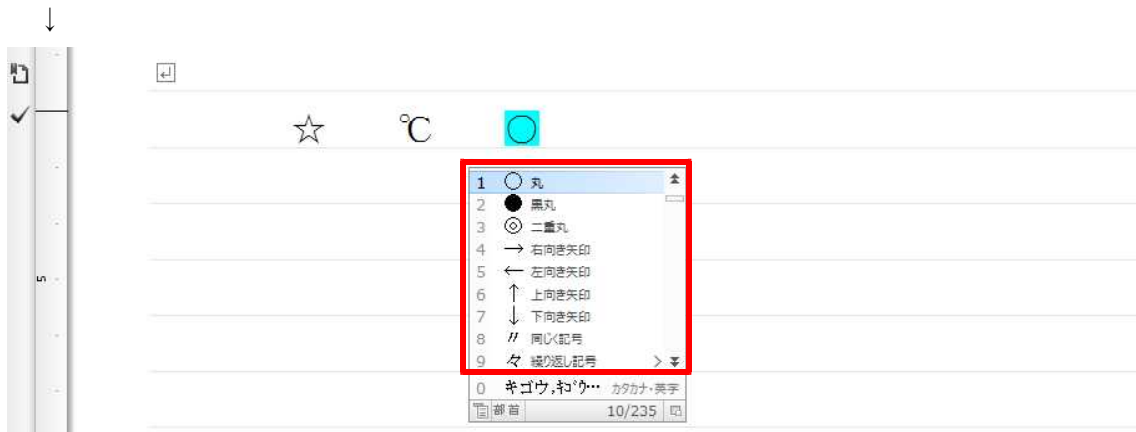 ↓
☆ ℃ ○
1 ○ 丸
2 ● 黒丸
3 ◎ 二重丸
4 → 右向き矢印
5 ← 左向き矢印
6 ↑ 上向き矢印
7 ↓ 下向き矢印
8 〃 同じく記号
9 々 繰り返し記号 >
0 キゴウ,ｷｺﾞｳ… カタカナ・英字
部首 10/235
5